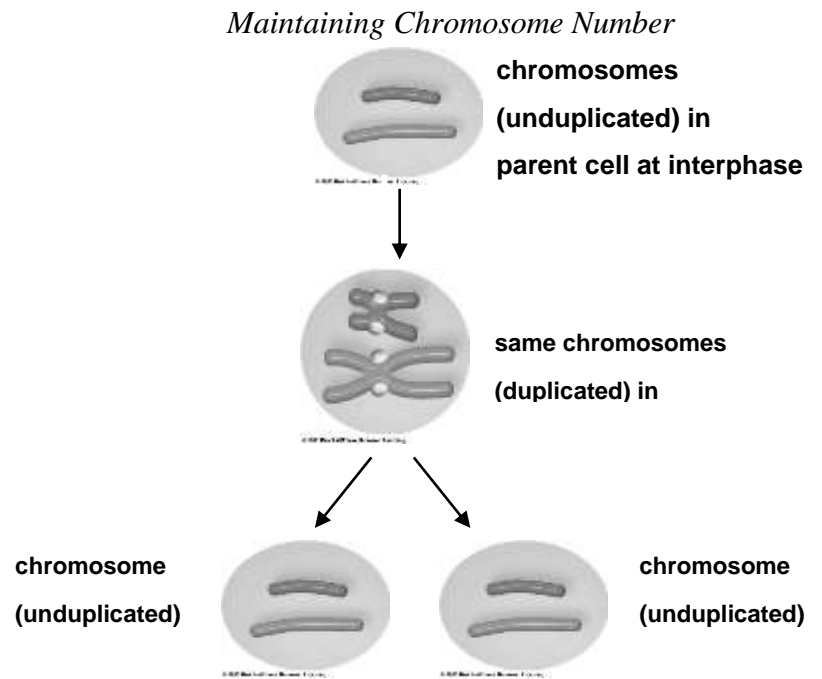 Maintaining Chromosome Number
chromosomes
(unduplicated) in
parent cell at interphase
same chromosomes
(duplicated) in
chromosome
(unduplicated)
chromosome
(unduplicated)